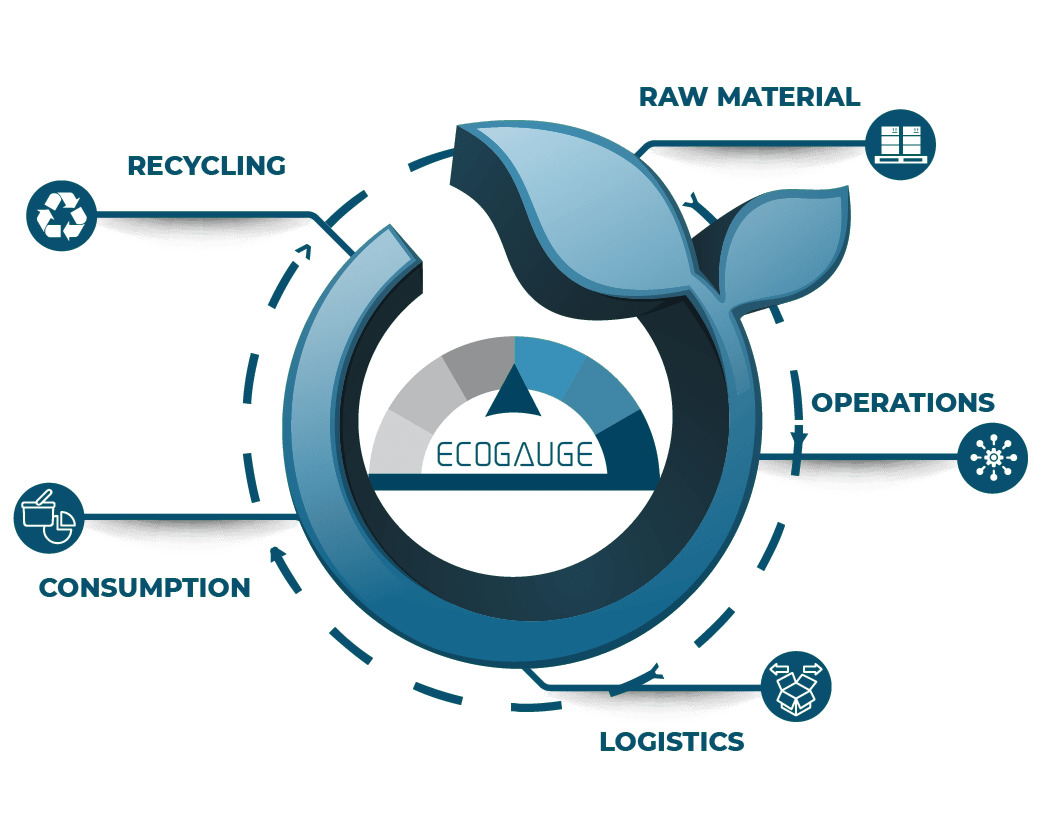 RAW MATERIAL
RECYCLING
OPERATIONS
ECOGAUGE
CONSUMPTION
LOGISTICS